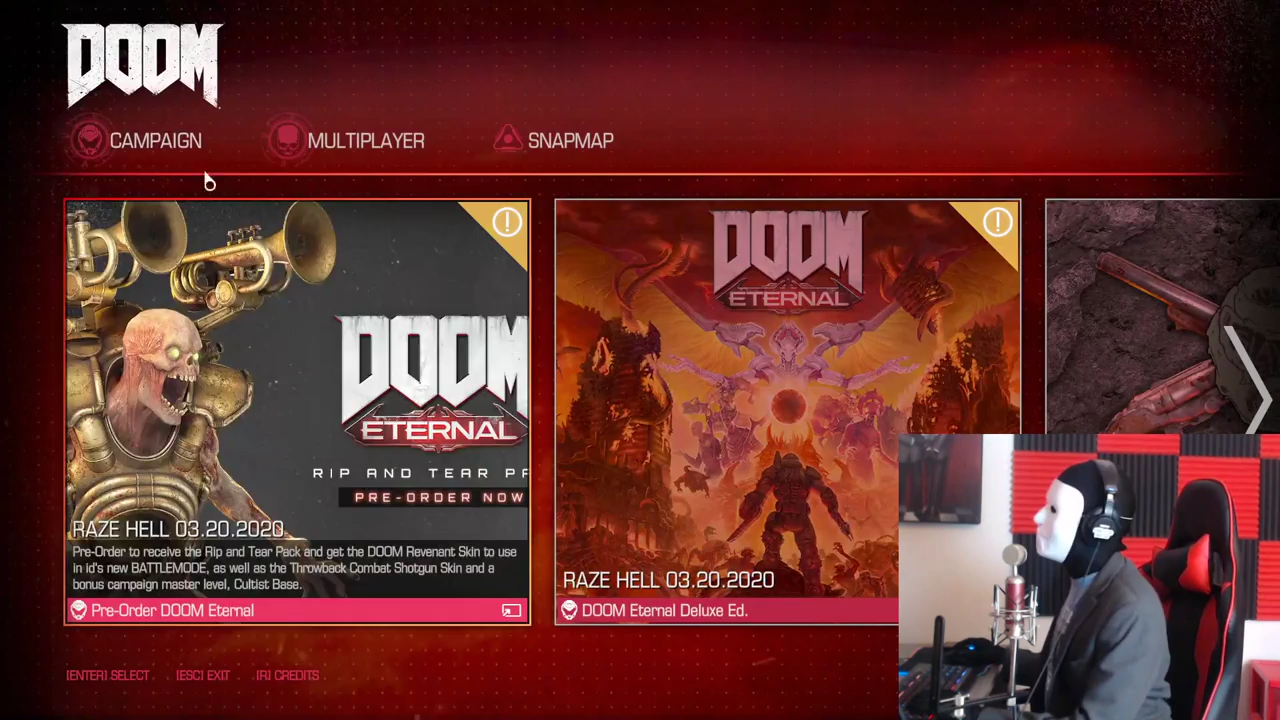 DOOM
CAMPAIGN
MULTIPLAYER
SNAPMAP
DOOM
ETERNAL
RIP AND TEAR
PRE-ORDER NOW
RAZE HELL 03.20.2020
Pre-Order to receive the Rip and Tear Pack and get the DOOM Revenant Skin to use
in id's new BATTLEMODE, as well as the Throwback Combat Shotgun Skin and a
bonus campaign master level, Cultist Base.
Pre-Order DOOM Eternal
DOOM
ETERNAL
RAZE HELL 03.20.2020
DOOM Eternal Deluxe Ed.
[ENTER] SELECT
[ESC] EXIT
[R] CREDITS